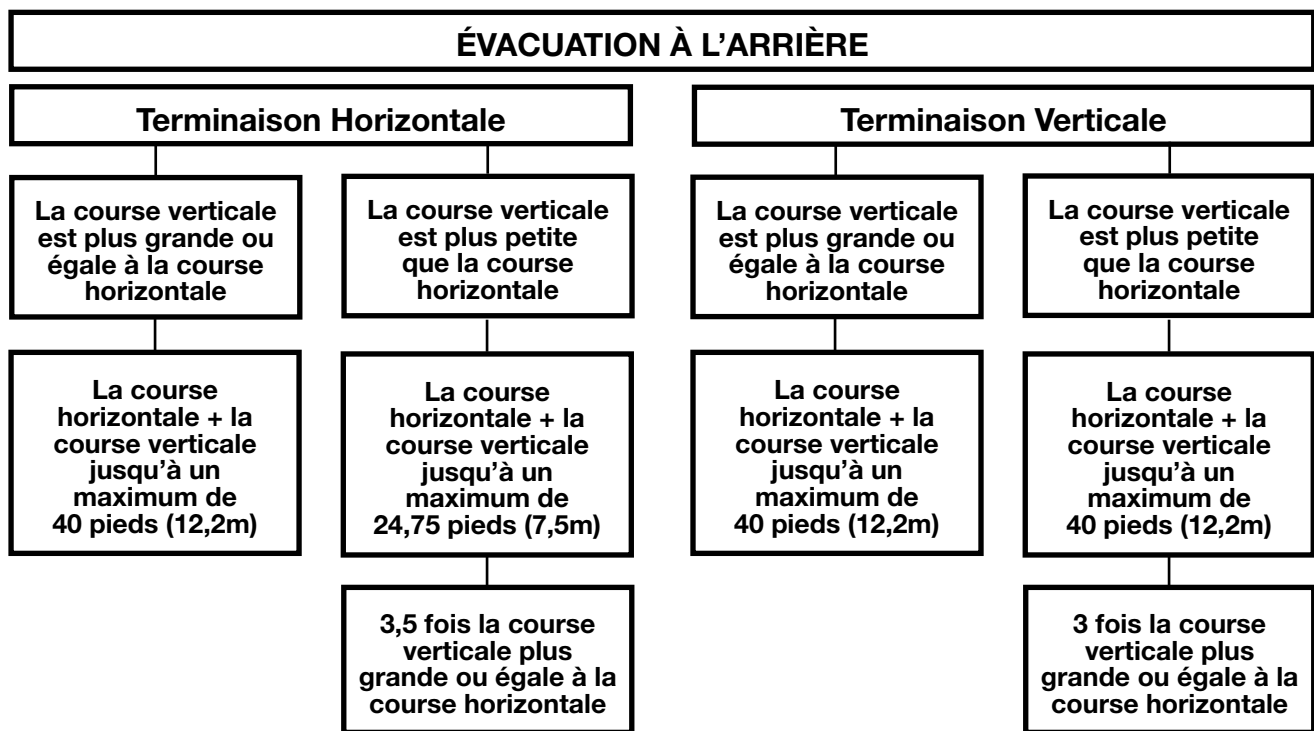 ÉVACUATION À L’ARRIÈRE
Terminaison Horizontale
La course verticale
est plus grande ou
égale à la course
horizontale
La course
horizontale + la
course verticale
jusqu’à un
maximum de
40 pieds (12,2m)
La course verticale
est plus petite
que la course
horizontale
La course
horizontale + la
course verticale
jusqu’à un
maximum de
24,75 pieds (7,5m)
3,5 fois la course
verticale plus
grande ou égale à la
course horizontale
Terminaison Verticale
La course verticale
est plus grande ou
égale à la course
horizontale
La course
horizontale + la
course verticale
jusqu’à un
maximum de
40 pieds (12,2m)
La course verticale
est plus petite
que la course
horizontale
La course
horizontale + la
course verticale
jusqu’à un
maximum de
40 pieds (12,2m)
3 fois la course
verticale plus
grande ou égale à la
course horizontale